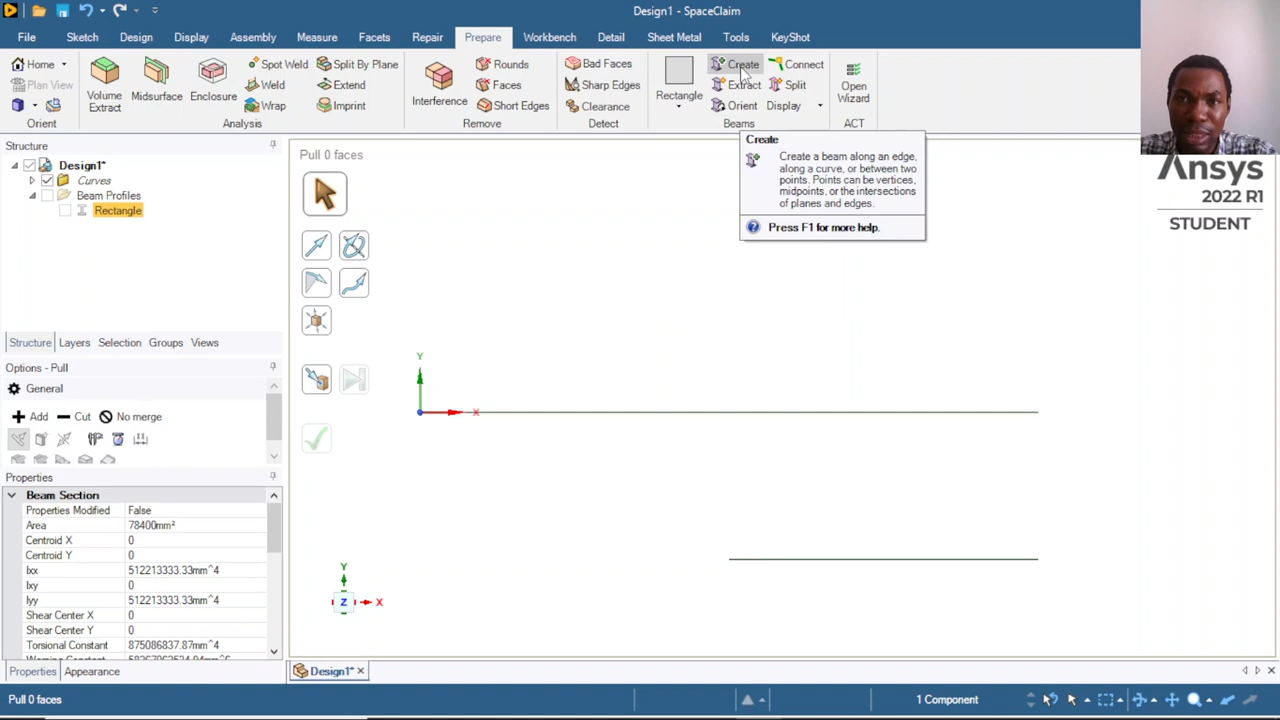 Design1 - SpaceClaim
File Sketch Design Display Assembly Measure Facets Repair Prepare Workbench Detail Sheet Metal Tools KeyShot
Home
Plan View
Orient
Volume Extract
Midsurface
Enclosure
Spot Weld
Weld
Wrap
Split By Plane
Extend
Imprint
Analysis
Interference
Rounds
Faces
Short Edges
Remove
Bad Faces
Sharp Edges
Clearance
Detect
Rectangle
Create
Extract
Orient
Connect
Split
Display
Beams
Open Wizard
ACT
Structure
Design1*
Curves
Beam Profiles
Rectangle
Structure Layers Selection Groups Views
Options - Pull
General
Add Cut No merge
Properties
Beam Section
Properties Modified False
Area 78400mm²
Centroid X 0
Centroid Y 0
Ixx 512213333.33mm^4
Ixy 0
Iyy 512213333.33mm^4
Shear Center X 0
Shear Center Y 0
Torsional Constant 875086837.87mm^4
Properties Appearance
Pull 0 faces
Create
Create a beam along an edge,
along a curve, or between two
points. Points can be vertices,
midpoints, or the intersections
of planes and edges.
Press F1 for more help.
Ansys
2022 R1
STUDENT
Y
X
Y
Z X
Design1*
Pull 0 faces
1 Component